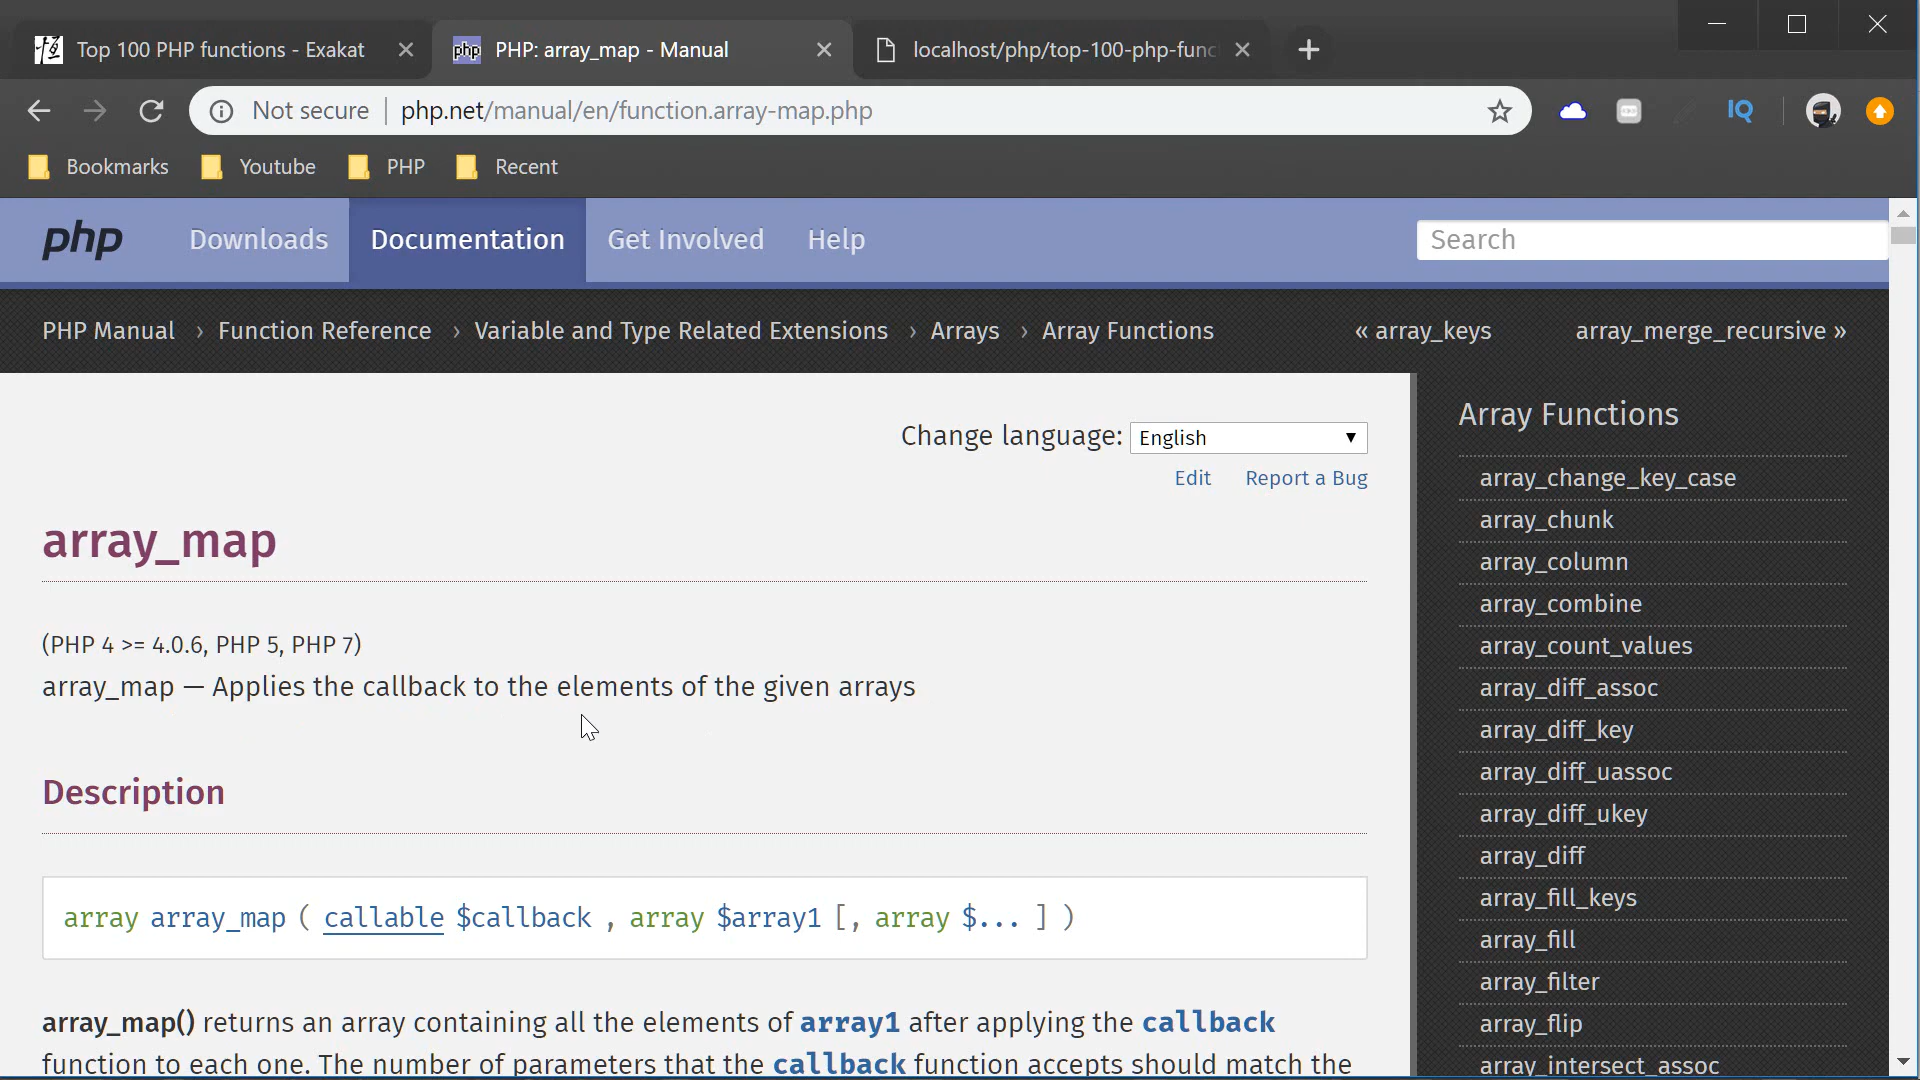 Top 100 PHP functions - Exakat
PHP: array_map - Manual
localhost/php/top-100-php-func
Not secure
php.net/manual/en/function.array-map.php
IQ
Bookmarks
Youtube
PHP
Recent
php
Downloads
Documentation
Get Involved
Help
Search
PHP Manual › Function Reference › Variable and Type Related Extensions › Arrays › Array Functions
« array_keys
array_merge_recursive »
Change language: English
Edit
Report a Bug
array_map
(PHP 4 >= 4.0.6, PHP 5, PHP 7)
array_map — Applies the callback to the elements of the given arrays
Description
array array_map ( callable $callback , array $array1 [, array $... ] )
array_map() returns an array containing all the elements of array1 after applying the callback
function to each one. The number of parameters that the callback function accepts should match the
Array Functions
array_change_key_case
array_chunk
array_column
array_combine
array_count_values
array_diff_assoc
array_diff_key
array_diff_uassoc
array_diff_ukey
array_diff
array_fill_keys
array_fill
array_filter
array_flip
array_intersect_assoc